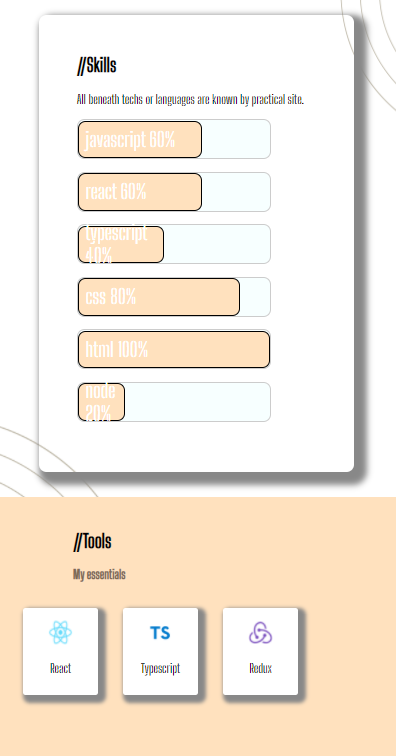 //Skills
All beneath techs or languages are known by practical site.
javascript 60%
react 60%
typescript
40%
css 80%
html 100%
node
20%
//Tools
My essentials
TS
React
Typescript
Redux